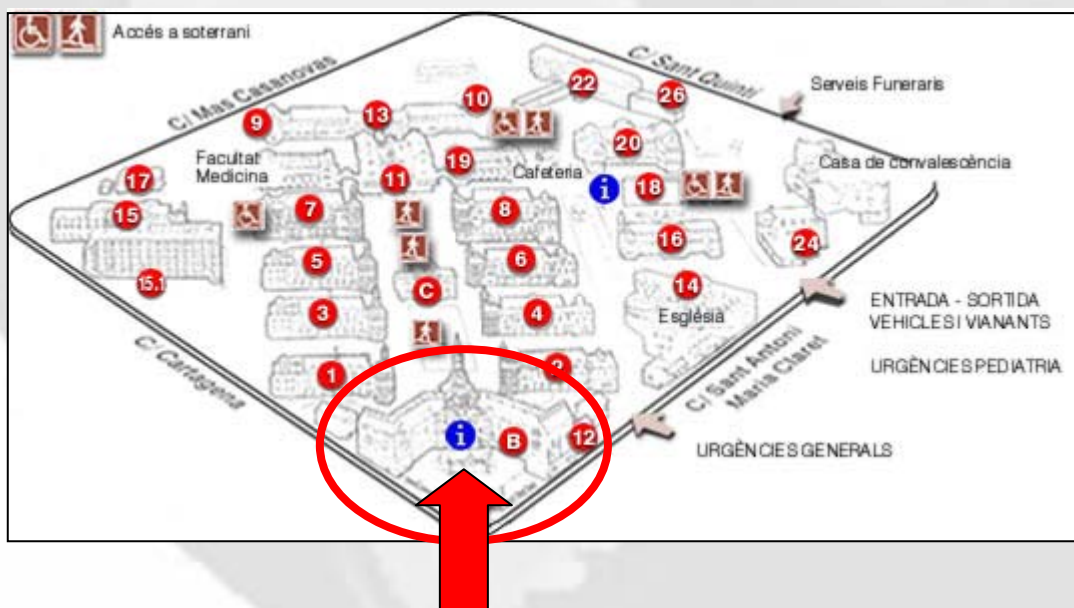 Accés a soterrani
C/ Mas Casanovas
C/ Sant Quintí
22
26
Serveis Funeraris
10
13
9
20
Facultat
Medicina
11
19
Cafeteria
Casa de convalescència
17
i
18
15
7
8
16
24
5
6
15.1
C
14
Església
3
4
ENTRADA - SORTIDA
VEHICLES I VIANANTS
C/ Cartagena
1
2
C/ Sant Antoni
Maria Claret
URGÈNCIES PEDIATRIA
i
B
12
URGÈNCIES GENERALS